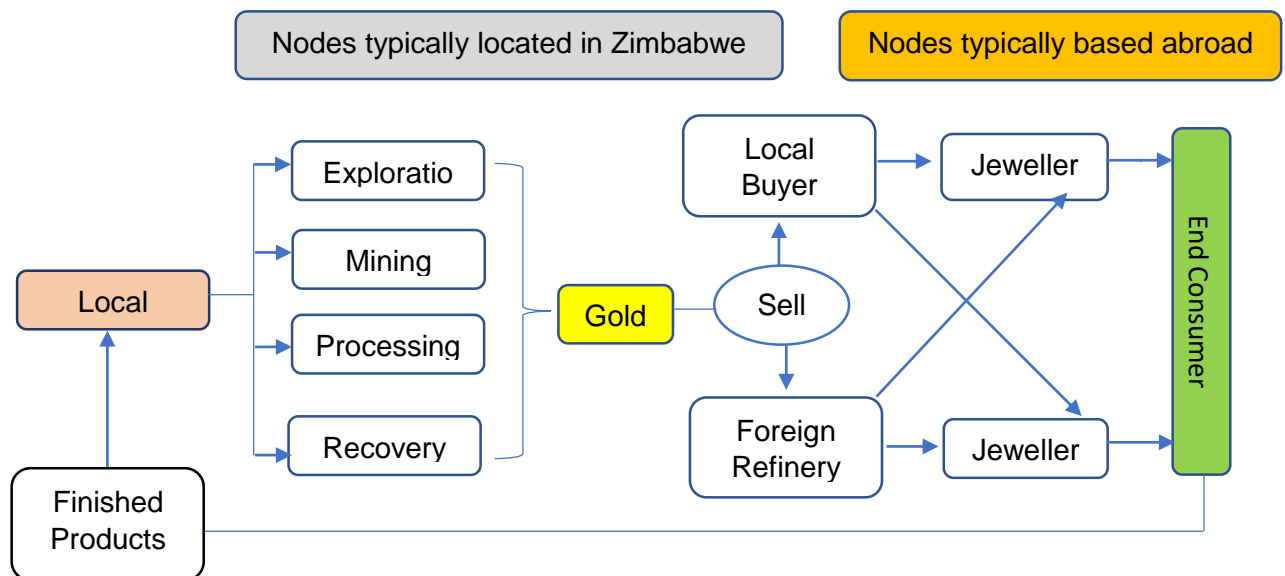 Nodes typically located in Zimbabwe
Nodes typically based abroad
Local
Exploratio
Mining
Processing
Recovery
Gold
Sell
Local
Buyer
Foreign
Refinery
Jeweller
Jeweller
End Consumer
Finished
Products